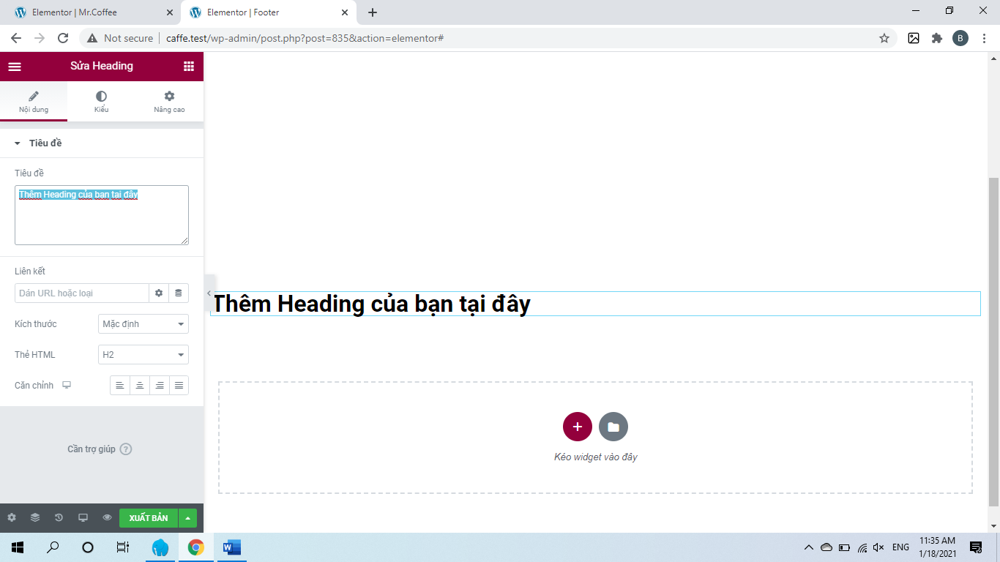 Elementor | Mr.Coffee
Elementor | Footer
Not secure | caffe.test/wp-admin/post.php?post=835&action=elementor#
B
Sửa Heading
Nội dung
Kiểu
Nâng cao
Tiêu đề
Tiêu đề
Thêm Heading của bạn tại đây
Liên kết
Dán URL hoặc loại
Kích thước
Mặc định
Thẻ HTML
H2
Căn chỉnh
Cần trợ giúp ?
XUẤT BẢN
Thêm Heading của bạn tại đây
Kéo widget vào đây
ENG
11:35 AM
1/18/2021